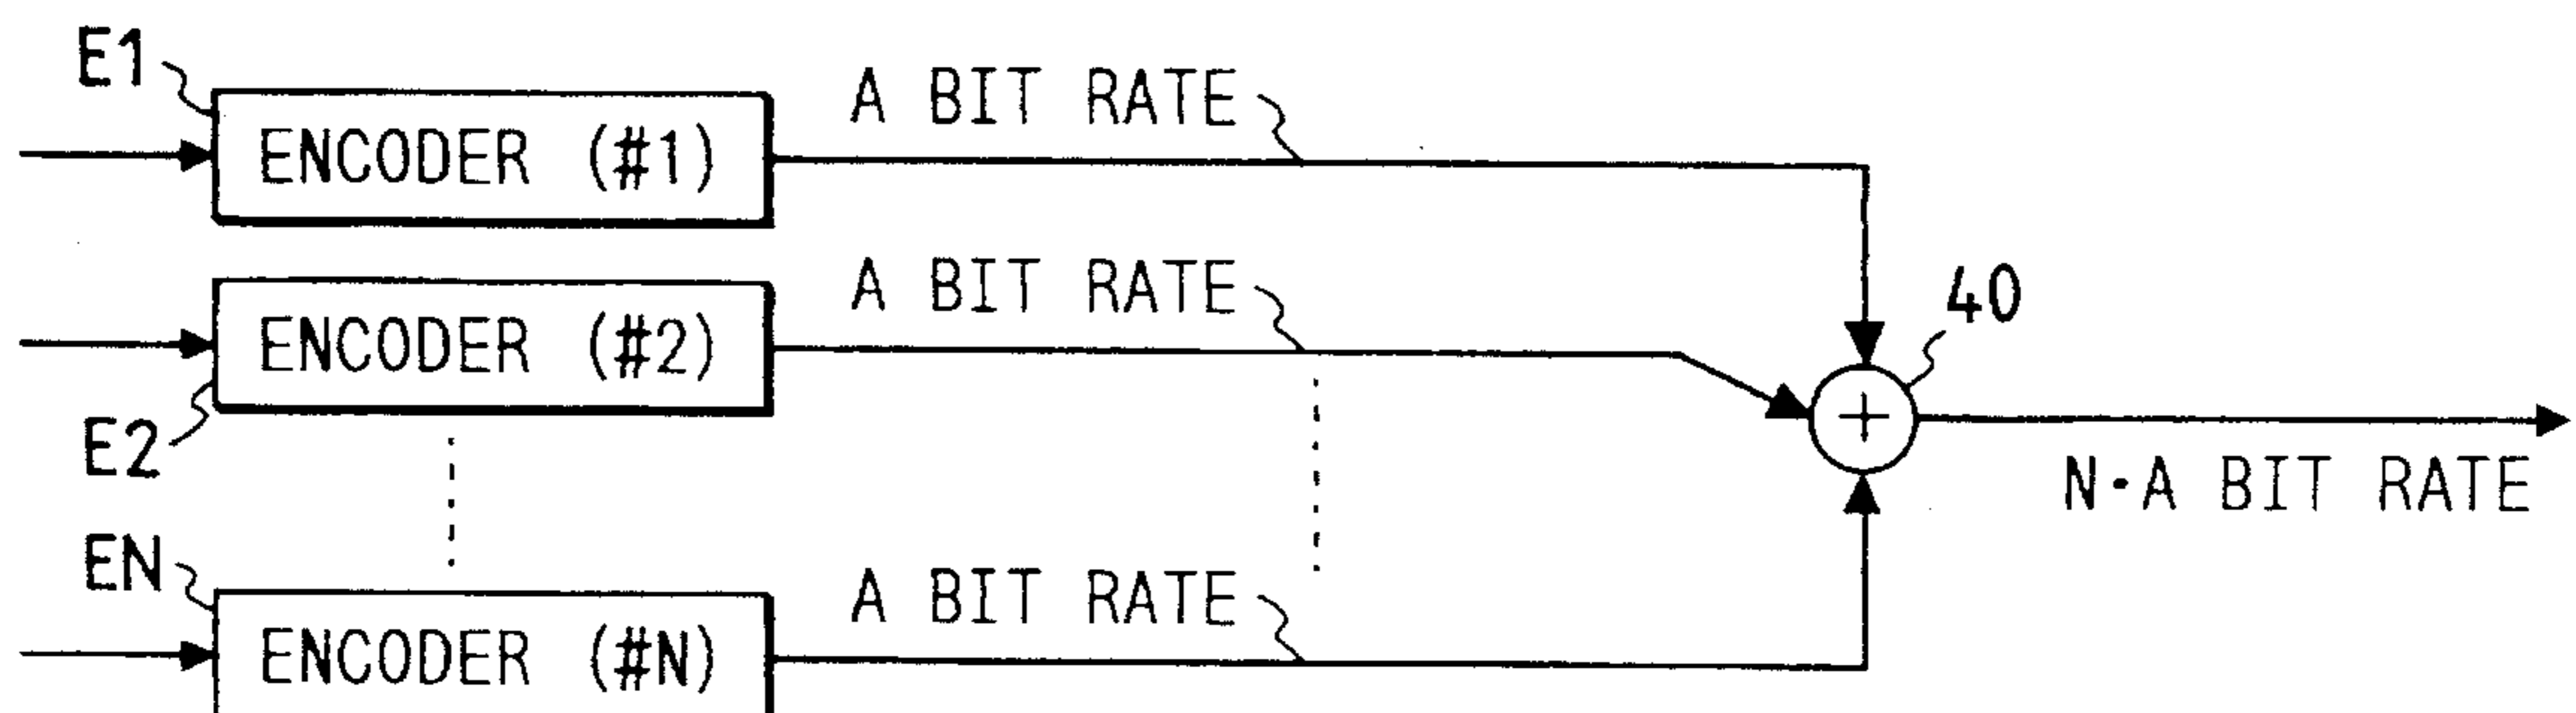 E1
ENCODER (#1)
A BIT RATE
E2
ENCODER (#2)
A BIT RATE
40
+
N·A BIT RATE
EN
ENCODER (#N)
A BIT RATE